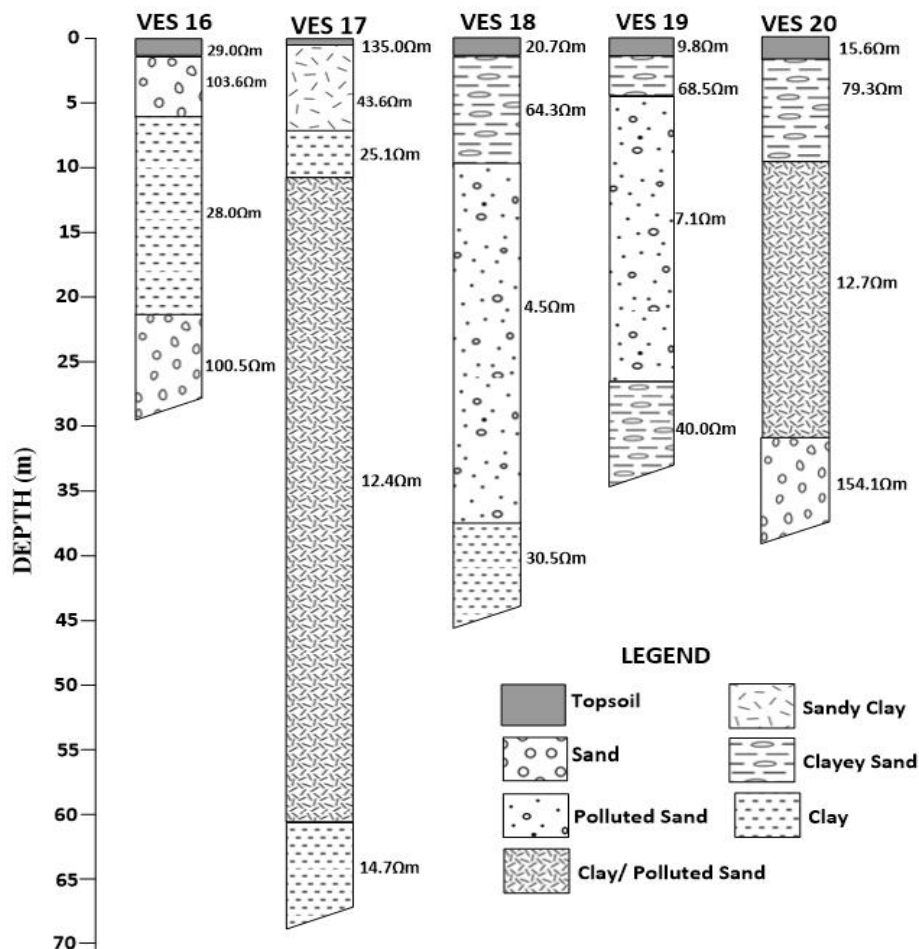 VES 16 VES 17 VES 18 VES 19 VES 20
0
5
10
15
20
25
30
35
40
45
50
55
60
65
70
DEPTH (m)
29.0Ωm
103.6Ωm
28.0Ωm
100.5Ωm
135.0Ωm
43.6Ωm
25.1Ωm
12.4Ωm
14.7Ωm
20.7Ωm
64.3Ωm
4.5Ωm
30.5Ωm
9.8Ωm
68.5Ωm
7.1Ωm
40.0Ωm
15.6Ωm
79.3Ωm
12.7Ωm
154.1Ωm
LEGEND
Topsoil
Sand
Polluted Sand
Clay/ Polluted Sand
Sandy Clay
Clayey Sand
Clay